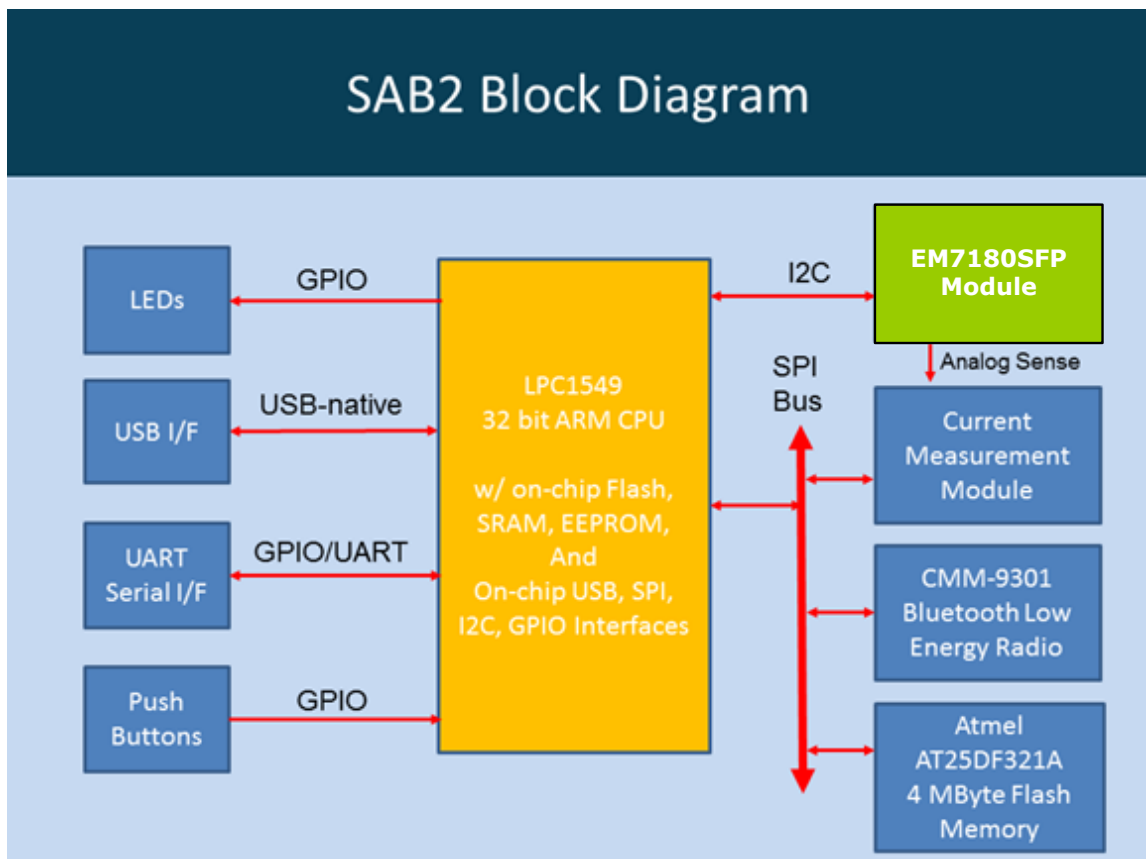 SAB2 Block Diagram
LEDs
GPIO
USB I/F
USB-native
UART
Serial I/F
GPIO/UART
Push
Buttons
GPIO
LPC1549
32 bit ARM CPU
w/ on-chip Flash,
SRAM, EEPROM,
And
On-chip USB, SPI,
I2C, GPIO Interfaces
I2C
EM7180SFP
Module
Analog Sense
SPI
Bus
Current
Measurement
Module
CMM-9301
Bluetooth Low
Energy Radio
Atmel
AT25DF321A
4 MByte Flash
Memory